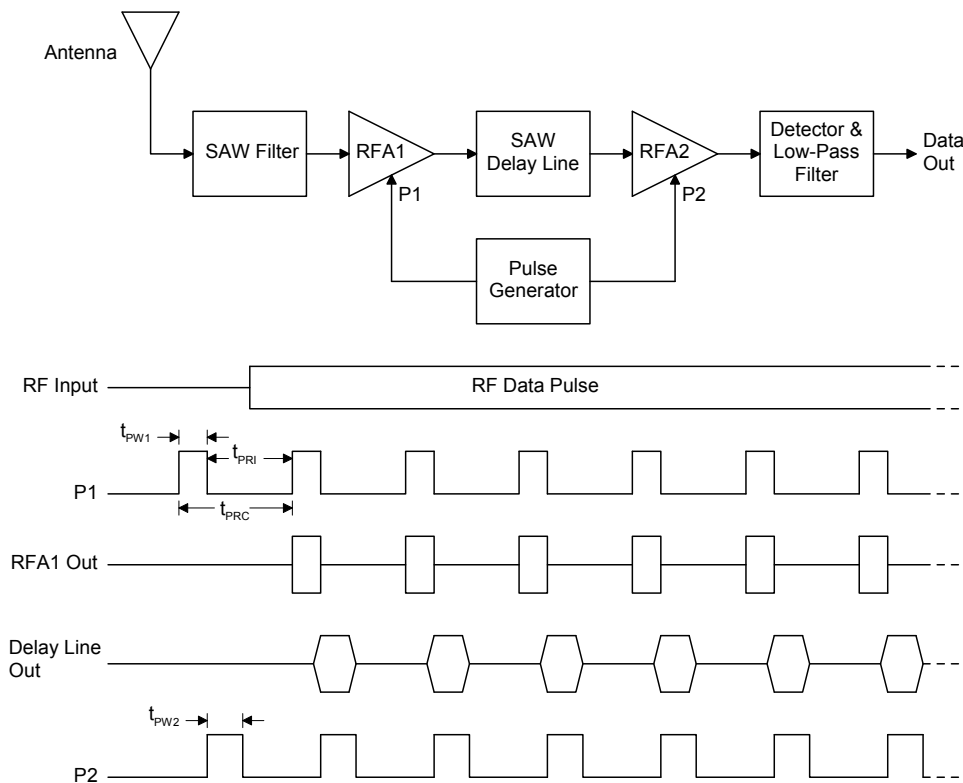 Antenna
SAW Filter
RFA1
SAW
Delay Line
RFA2
Detector &
Low-Pass
Filter
Data
Out
P1
P2
Pulse
Generator
RF Input
RF Data Pulse
tPW1
tPRI
P1
tPRC
RFA1 Out
Delay Line
Out
tPW2
P2